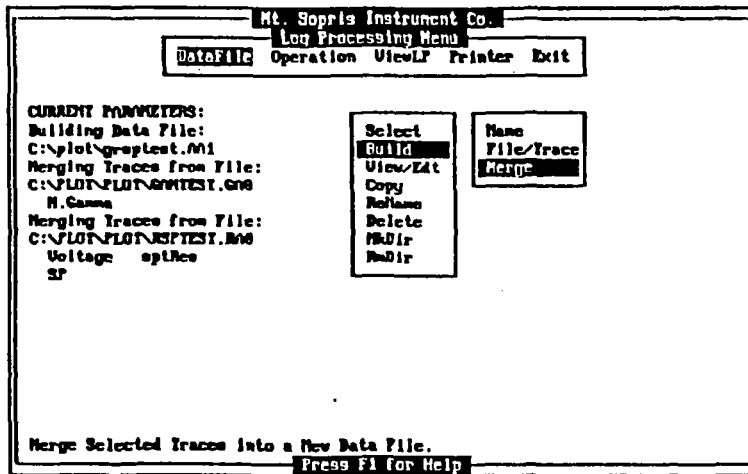 Mt. Sopris Instrument Co.
Log Processing Menu
DataFile Operation ViewLP Printer Exit
CURRENT PARAMETERS:
Building Data File:
C:\plot\grsptest.AA1
Merging Traces from File:
C:\PLOT\PLOT\GAMTEST.GA0
N.Gamma
Merging Traces from File:
C:\PLOT\PLOT\RSPTEST.RA0
Voltage sptRes
SP
Select
Build
View/Edt
Copy
ReName
Delete
MkDir
RmDir
Name
File/Trace
Merge
Merge Selected Traces into a New Data File.
Press F1 for Help